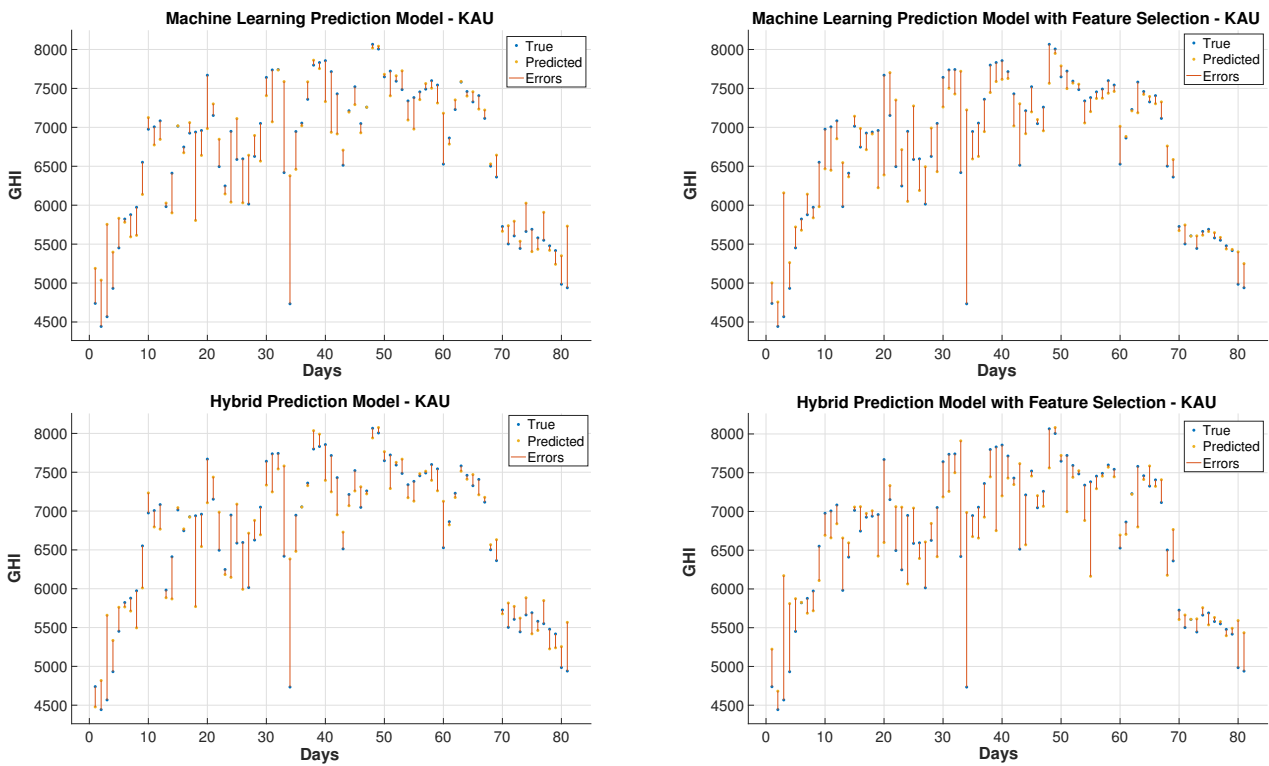 Machine Learning Prediction Model - KAU
GHI
8000
7500
7000
6500
6000
5500
5000
4500
True
Predicted
Errors
0 10 20 30 40 50 60 70 80
Days
Machine Learning Prediction Model with Feature Selection - KAU
GHI
8000
7500
7000
6500
6000
5500
5000
4500
True
Predicted
Errors
0 10 20 30 40 50 60 70 80
Days
Hybrid Prediction Model - KAU
GHI
8000
7500
7000
6500
6000
5500
5000
4500
True
Predicted
Errors
0 10 20 30 40 50 60 70 80
Days
Hybrid Prediction Model with Feature Selection - KAU
GHI
8000
7500
7000
6500
6000
5500
5000
4500
True
Predicted
Errors
0 10 20 30 40 50 60 70 80
Days